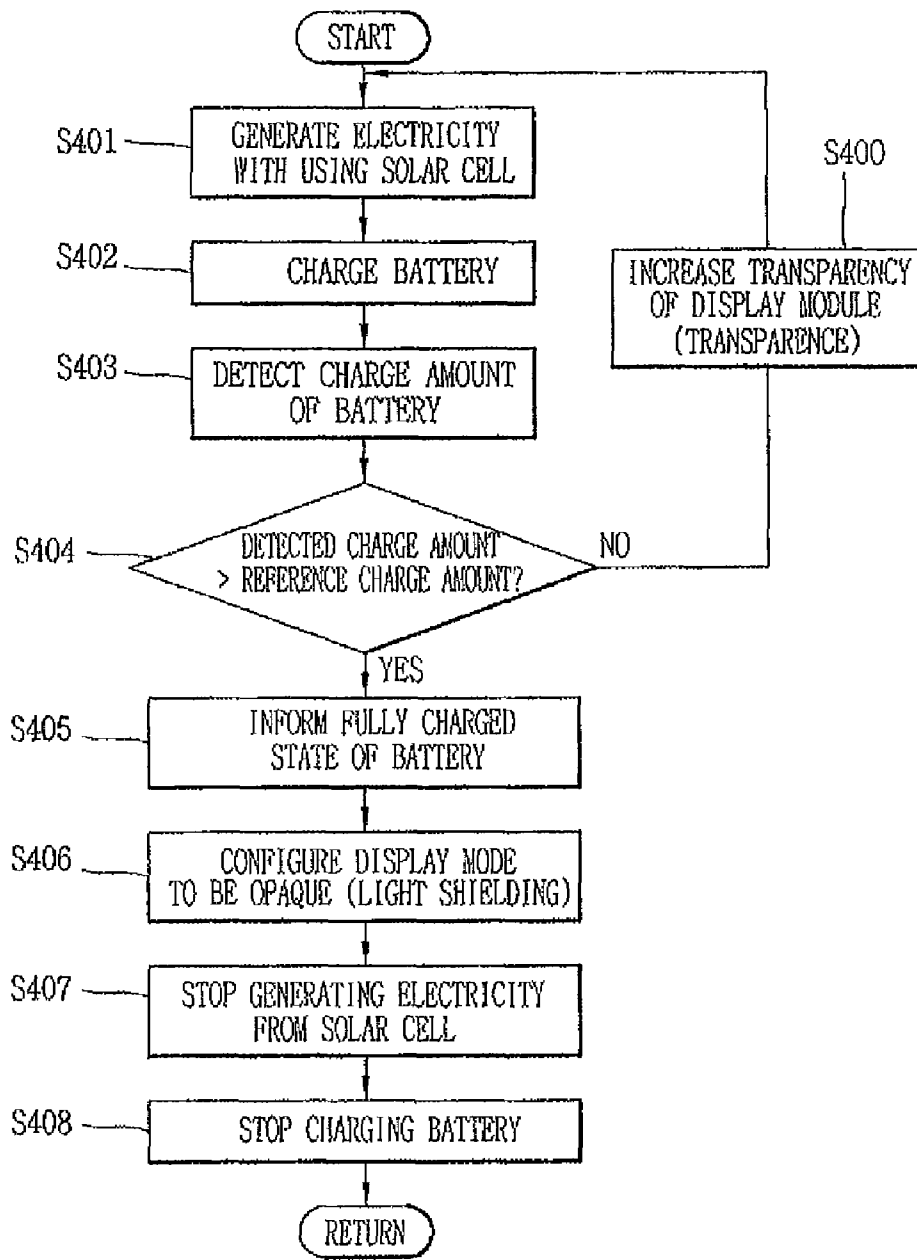 START
S401
GENERATE ELECTRICITY
WITH USING SOLAR CELL
S400
INCREASE TRANSPARENCY
OF DISPLAY MODULE
(TRANSPARENCE)
S402
CHARGE BATTERY
S403
DETECT CHARGE AMOUNT
OF BATTERY
S404
DETECTED CHARGE AMOUNT
> REFERENCE CHARGE AMOUNT?
NO
YES
S405
INFORM FULLY CHARGED
STATE OF BATTERY
S406
CONFIGURE DISPLAY MODE
TO BE OPAQUE (LIGHT SHIELDING)
S407
STOP GENERATING ELECTRICITY
FROM SOLAR CELL
S408
STOP CHARGING BATTERY
RETURN